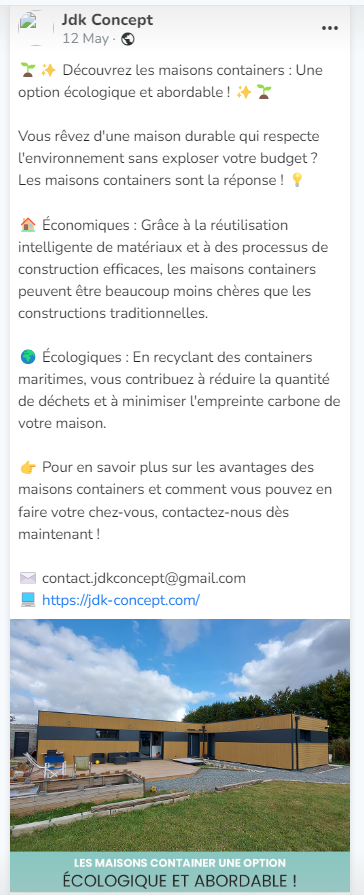 Jdk Concept
12 May ·
🌱✨ Découvrez les maisons containers : Une
option écologique et abordable ! ✨🌱
Vous rêvez d'une maison durable qui respecte
l'environnement sans exploser votre budget ?
Les maisons containers sont la réponse ! 💡
🏠 Économiques : Grâce à la réutilisation
intelligente de matériaux et à des processus de
construction efficaces, les maisons containers
peuvent être beaucoup moins chères que les
constructions traditionnelles.
🌍 Écologiques : En recyclant des containers
maritimes, vous contribuez à réduire la quantité
de déchets et à minimiser l'empreinte carbone de
votre maison.
👉 Pour en savoir plus sur les avantages des
maisons containers et comment vous pouvez en
faire votre chez-vous, contactez-nous dès
maintenant !
✉️ contact.jdkconcept@gmail.com
💻 https://jdk-concept.com/
LES MAISONS CONTAINER UNE OPTION
ÉCOLOGIQUE ET ABORDABLE !